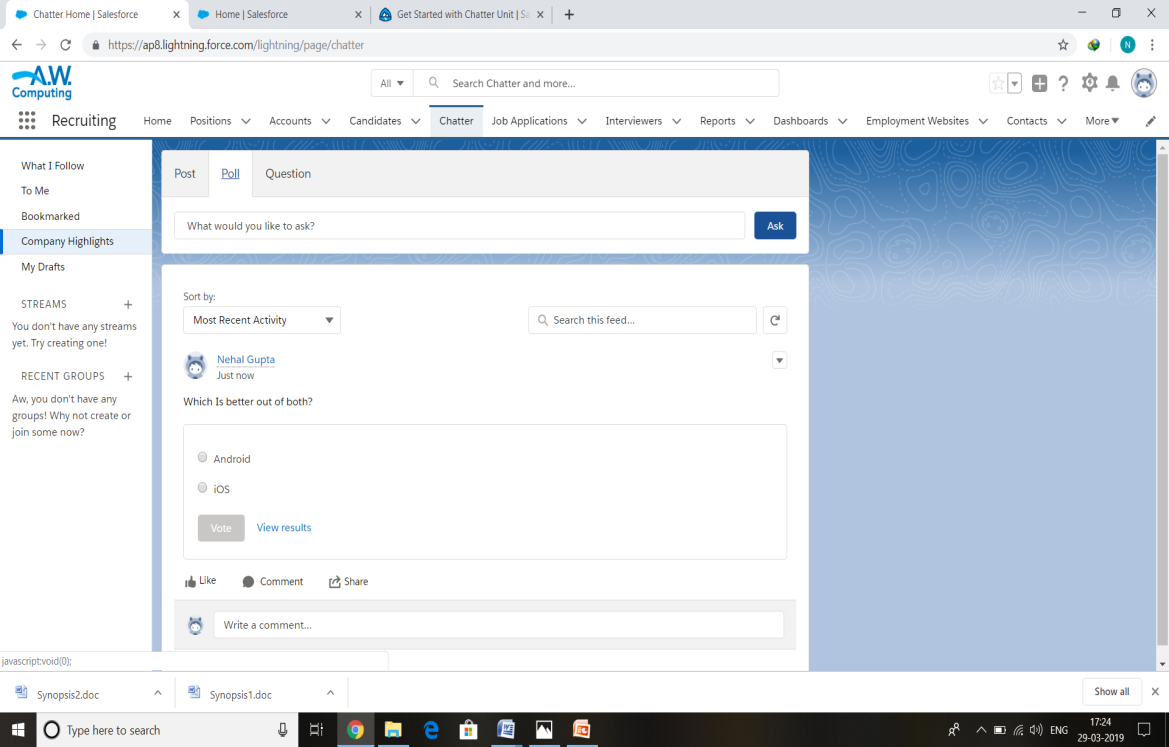 Chatter Home | Salesforce
Home | Salesforce
Get Started with Chatter Unit | Sa
https://ap8.lightning.force.com/lightning/page/chatter
N
A.W.
Computing
All
Search Chatter and more...
Recruiting
Home Positions Accounts Candidates Chatter Job Applications Interviewers Reports Dashboards Employment Websites Contacts More
What I Follow
To Me
Bookmarked
Company Highlights
My Drafts
STREAMS +
You don't have any streams
yet. Try creating one!
RECENT GROUPS +
Aw, you don't have any
groups! Why not create or
join some now?
Post Poll Question
What would you like to ask?
Ask
Sort by:
Most Recent Activity
Search this feed...
Nehal Gupta
Just now
Which Is better out of both?
Android
iOS
Vote View results
Like Comment Share
Write a comment...
javascript:void(0);
Synopsis2.doc
Synopsis1.doc
Show all
Type here to search
ENG
17:24
29-03-2019